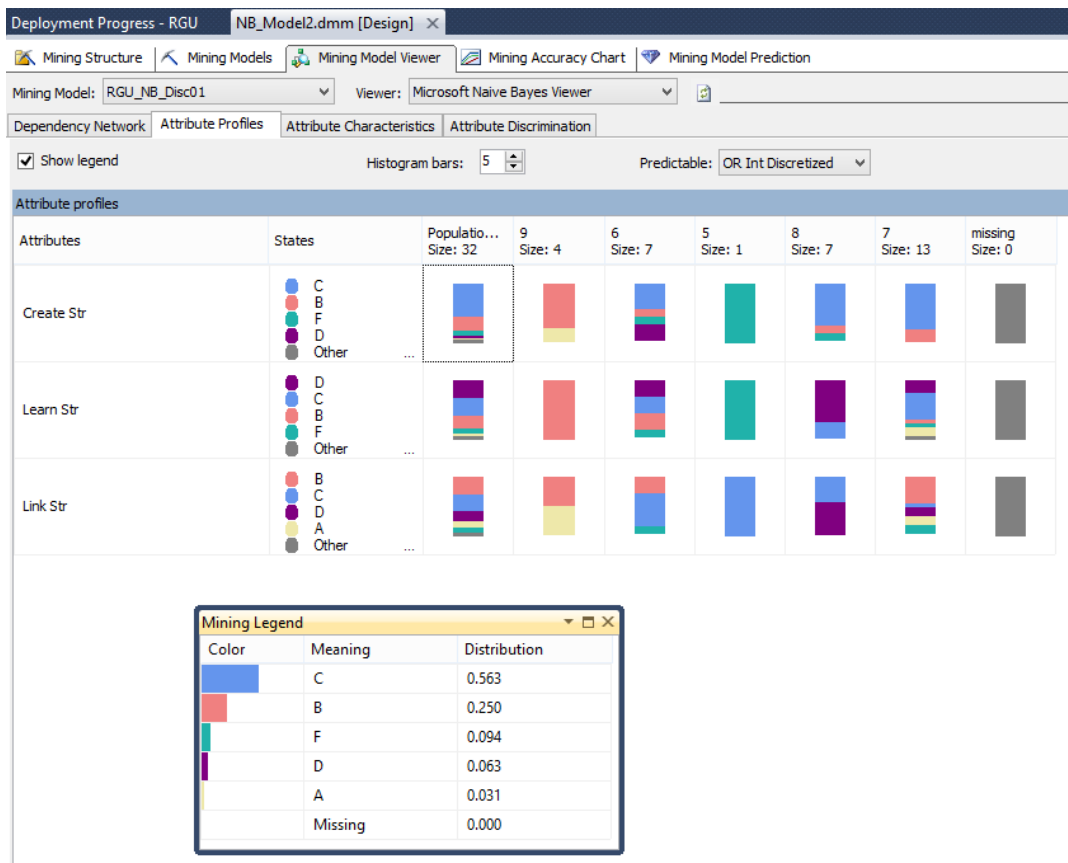 Deployment Progress - RGU NB_Model2.dmm [Design] ×
Mining Structure Mining Models Mining Model Viewer Mining Accuracy Chart Mining Model Prediction
Mining Model: RGU_NB_Disc01 Viewer: Microsoft Naive Bayes Viewer
Dependency Network Attribute Profiles Attribute Characteristics Attribute Discrimination
Show legend Histogram bars: 5 Predictable: OR Int Discretized
Attribute profiles
Attributes States Populatio... 9 6 5 8 7 missing
Size: 32 Size: 4 Size: 7 Size: 1 Size: 7 Size: 13 Size: 0
Create Str
C
B
F
D
Other ...
Learn Str
D
C
B
F
Other ...
Link Str
B
C
D
A
Other ...
Mining Legend
Color Meaning Distribution
C 0.563
B 0.250
F 0.094
D 0.063
A 0.031
Missing 0.000